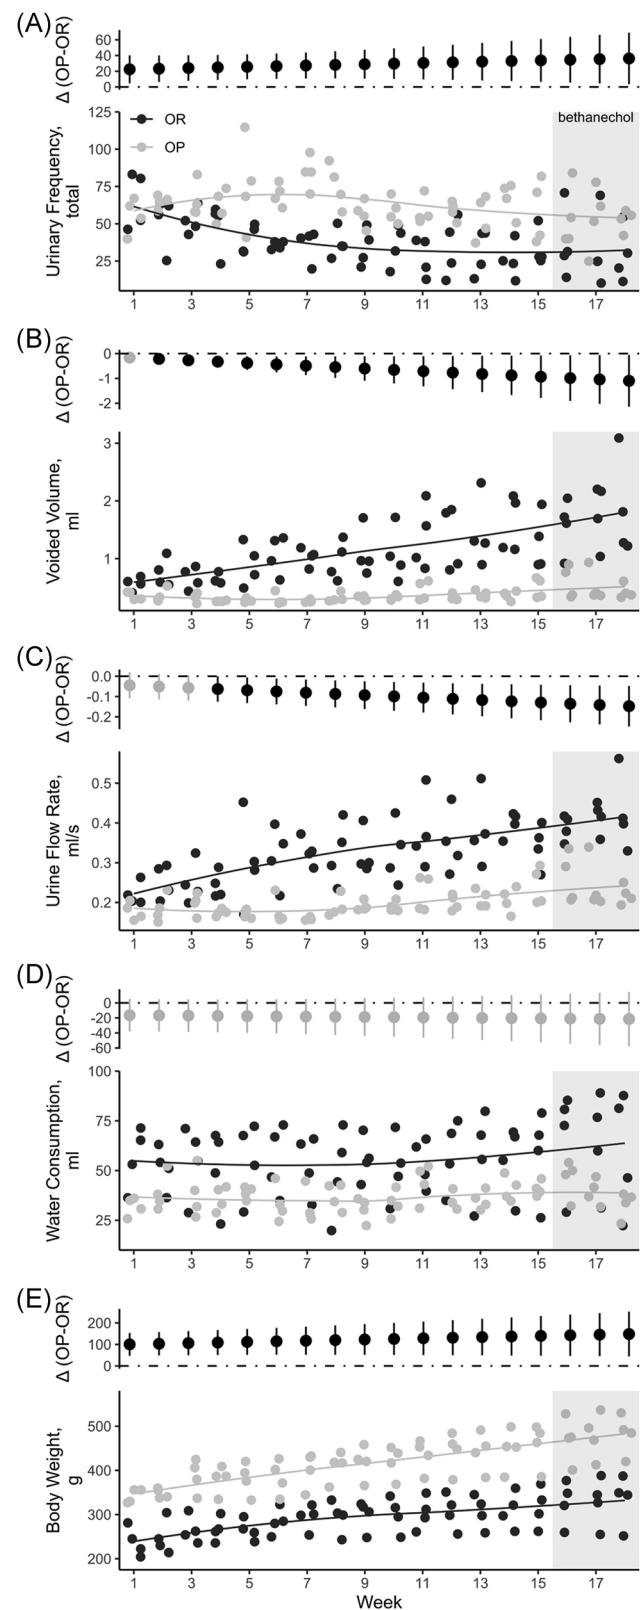 (A)
Δ (OP-OR)
60
40
20
0
Urinary Frequency,
total
125
100
75
50
25
OR
OP
bethanechol
1 3 5 7 9 11 13 15 17
(B)
Δ (OP-OR)
0
-1
-2
Voided Volume,
ml
3
2
1
1 3 5 7 9 11 13 15 17
(C)
Δ (OP-OR)
0.0
-0.1
-0.2
Urine Flow Rate,
ml/s
0.5
0.4
0.3
0.2
1 3 5 7 9 11 13 15 17
(D)
Δ (OP-OR)
0
-20
-40
-60
Water Consumption,
ml
100
75
50
25
1 3 5 7 9 11 13 15 17
(E)
Δ (OP-OR)
200
100
0
Body Weight,
g
500
400
300
200
1 3 5 7 9 11 13 15 17
Week